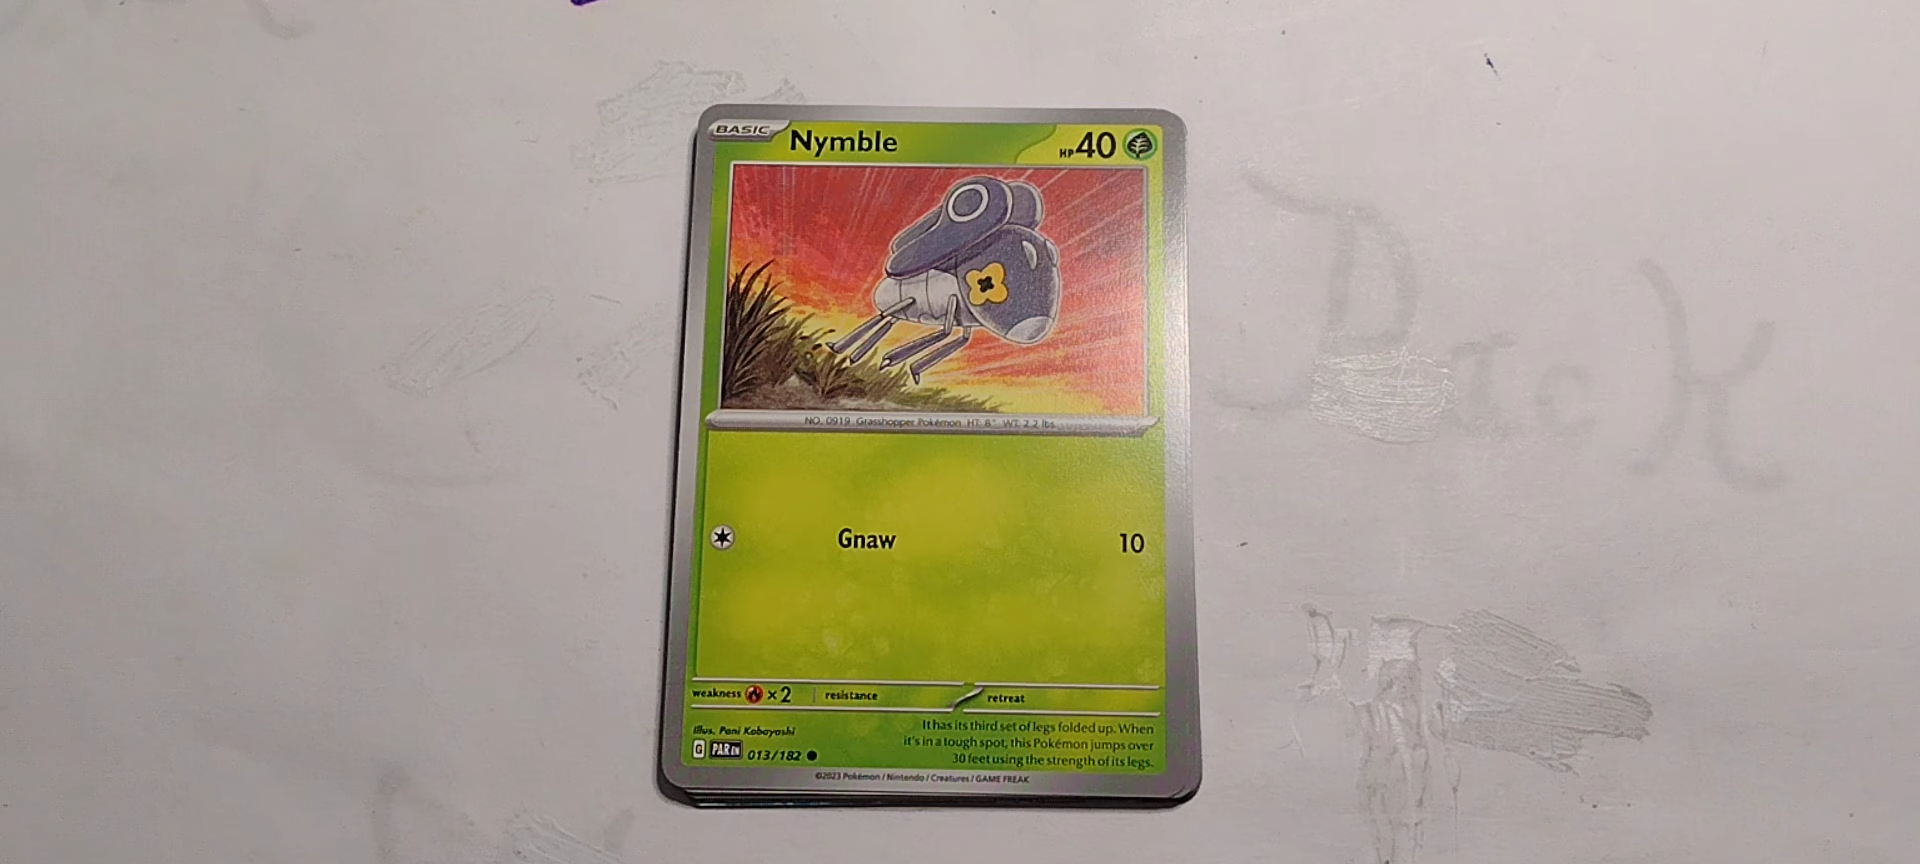 BASIC Nymble HP 40
NO. 0919 Grasshopper Pokémon HT. 8" WT. 2.2 lbs.
Gnaw 10
weakness ×2 resistance retreat
Illus. Pani Kobayashi
It has its third set of legs folded up. When
it's in a tough spot, this Pokémon jumps over
30 feet using the strength of its legs.
G PAR EN 013/182
©2023 Pokémon / Nintendo / Creatures / GAME FREAK